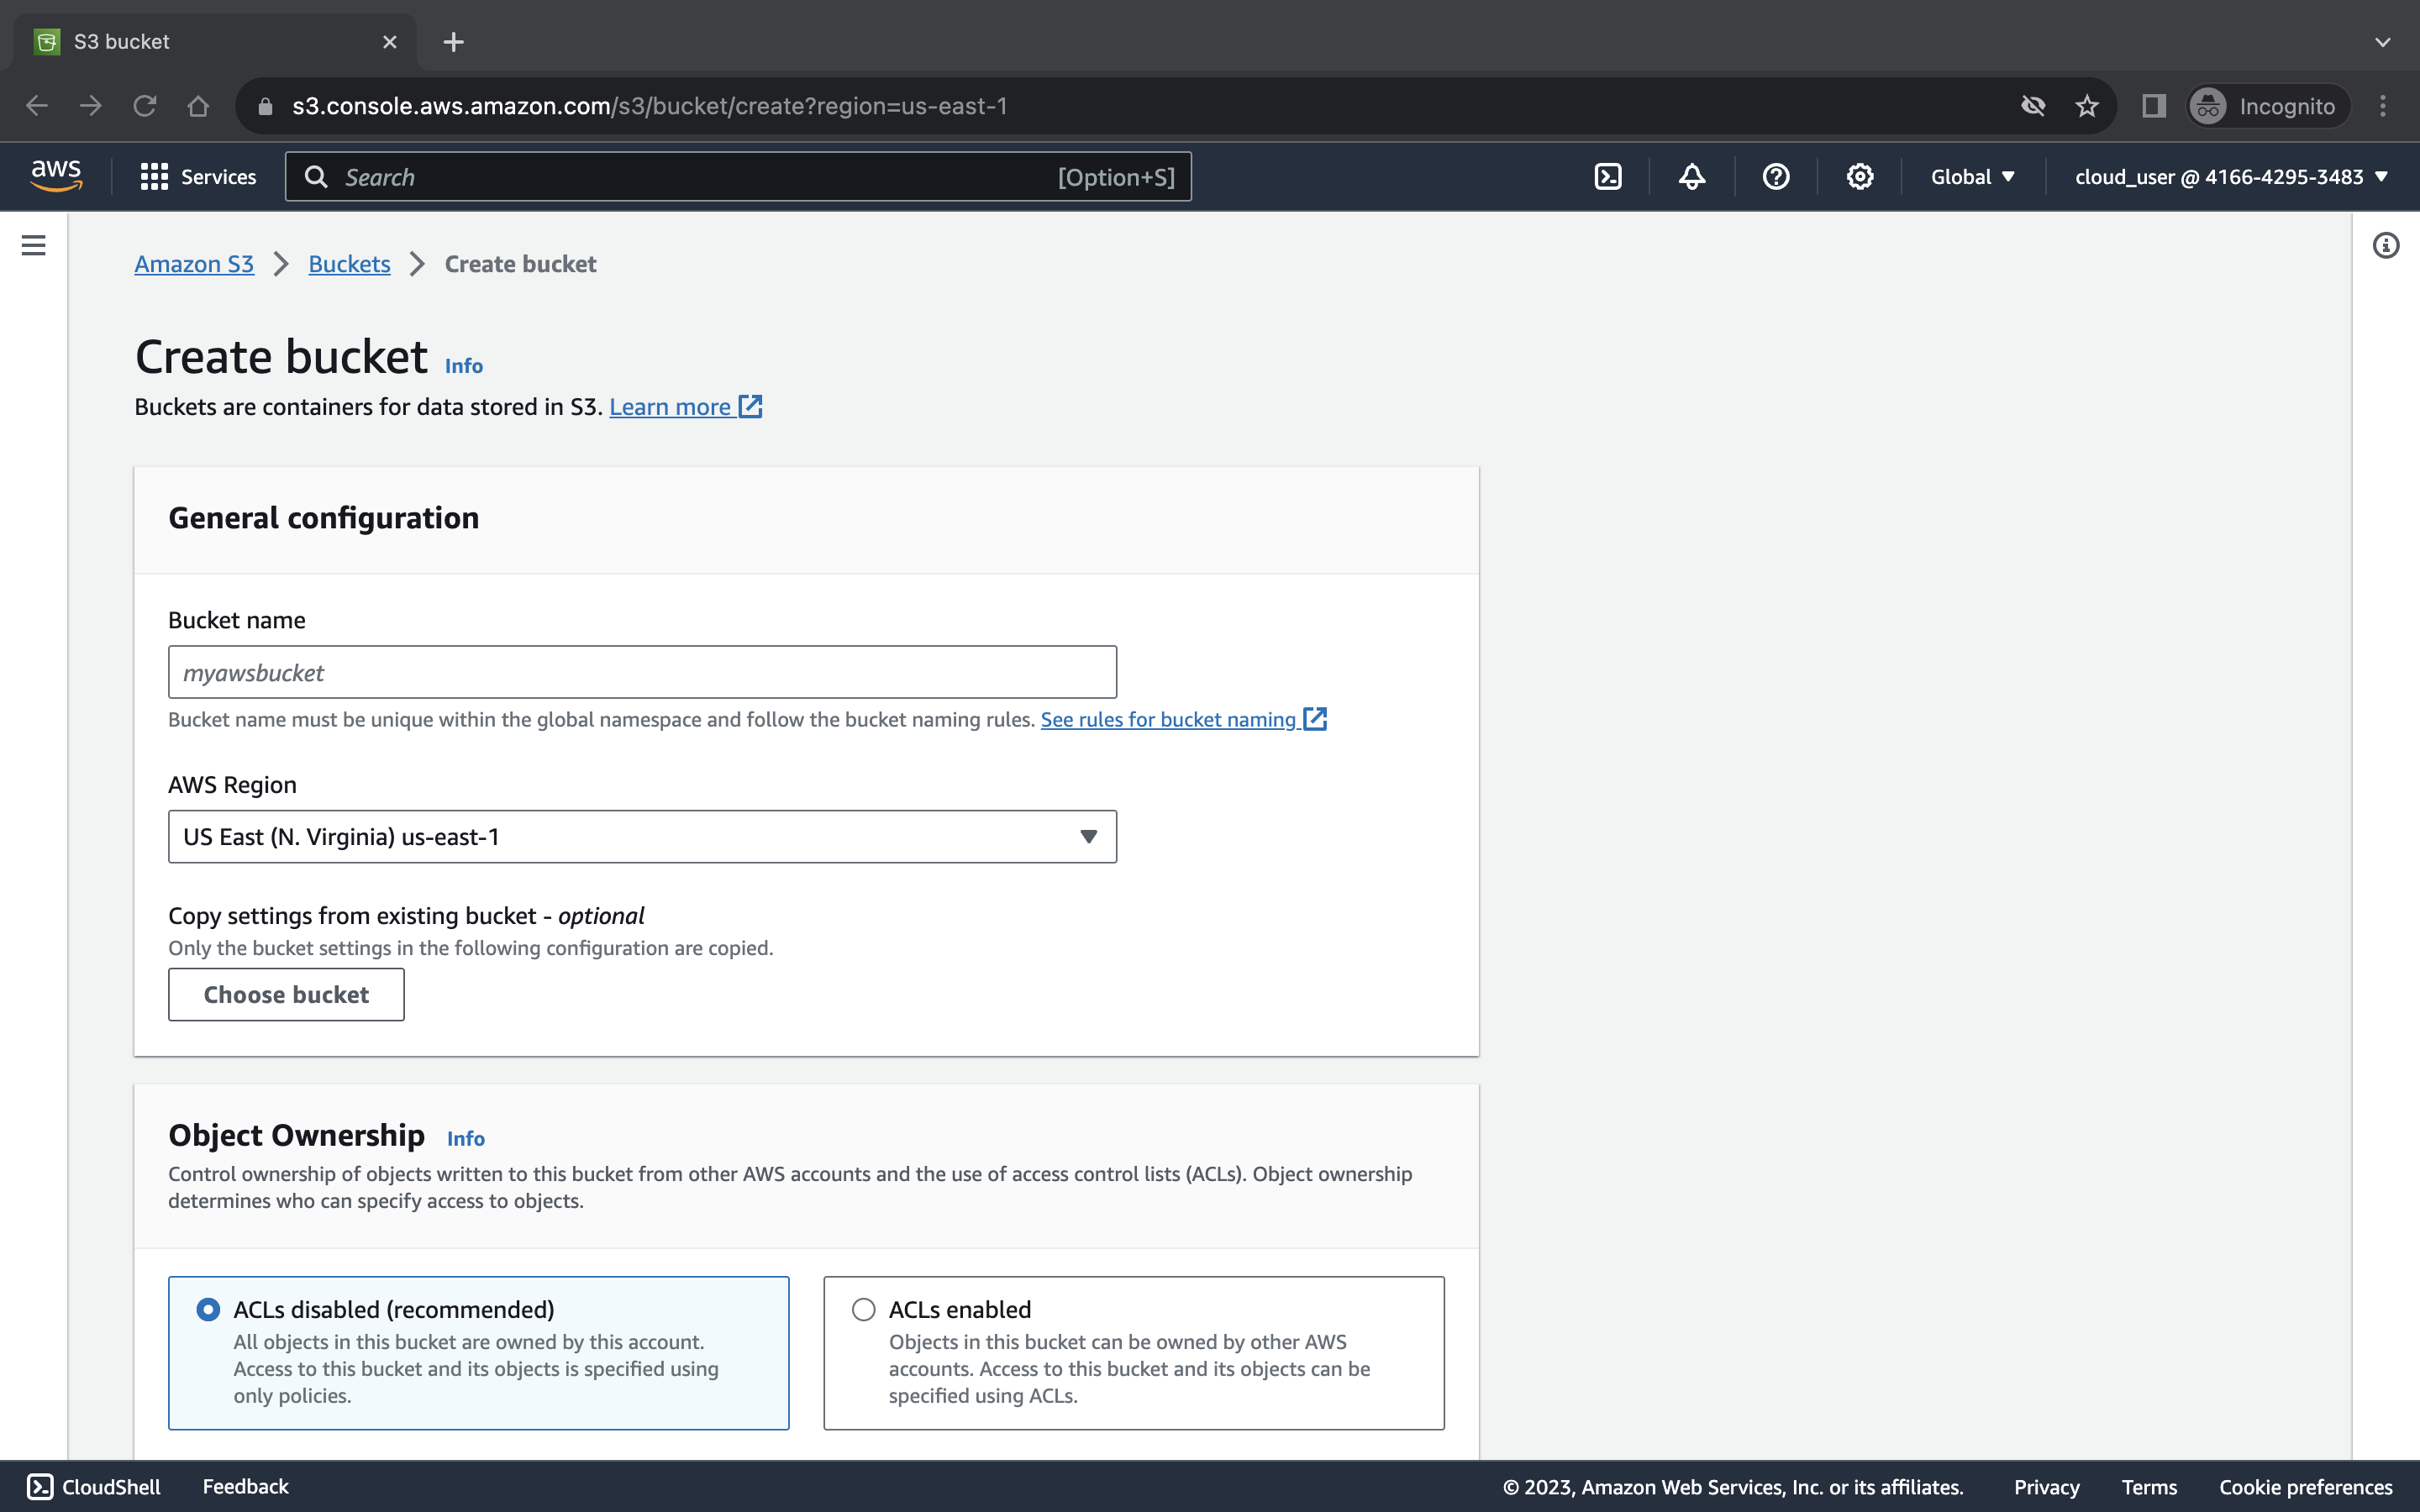 S3 bucket
s3.console.aws.amazon.com/s3/bucket/create?region=us-east-1
Incognito
aws
Services
Search
[Option+S]
Global
cloud_user @ 4166-4295-3483
Amazon S3
Buckets
Create bucket
Create bucket
Info
Buckets are containers for data stored in S3. Learn more
General configuration
Bucket name
myawsbucket
Bucket name must be unique within the global namespace and follow the bucket naming rules. See rules for bucket naming
AWS Region
US East (N. Virginia) us-east-1
Copy settings from existing bucket - optional
Only the bucket settings in the following configuration are copied.
Choose bucket
Object Ownership
Info
Control ownership of objects written to this bucket from other AWS accounts and the use of access control lists (ACLs). Object ownership
determines who can specify access to objects.
ACLs disabled (recommended)
All objects in this bucket are owned by this account.
Access to this bucket and its objects is specified using
only policies.
ACLs enabled
Objects in this bucket can be owned by other AWS
accounts. Access to this bucket and its objects can be
specified using ACLs.
CloudShell
Feedback
© 2023, Amazon Web Services, Inc. or its affiliates.
Privacy
Terms
Cookie preferences